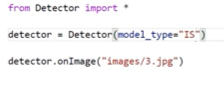 from Detector import *
detector = Detector(model_type="IS")
detector.onImage("images/3.jpg")